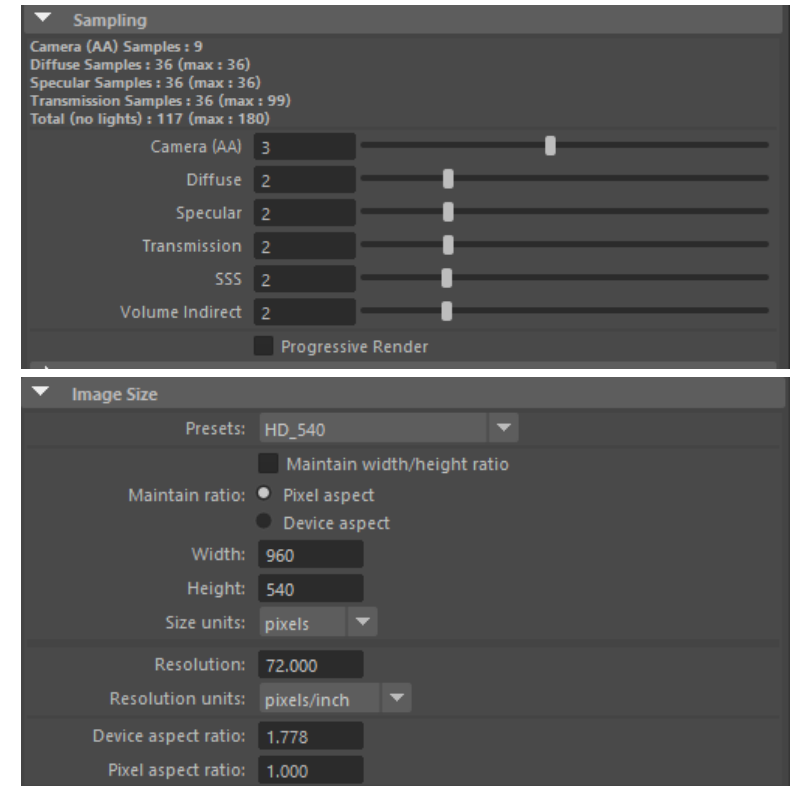 Sampling
Camera (AA) Samples : 9
Diffuse Samples : 36 (max : 36)
Specular Samples : 36 (max : 36)
Transmission Samples : 36 (max : 99)
Total (no lights) : 117 (max : 180)
Camera (AA) 3
Diffuse 2
Specular 2
Transmission 2
SSS 2
Volume Indirect 2
Progressive Render
Image Size
Presets: HD_540
Maintain width/height ratio
Maintain ratio: Pixel aspect
Device aspect
Width: 960
Height: 540
Size units: pixels
Resolution: 72.000
Resolution units: pixels/inch
Device aspect ratio: 1.778
Pixel aspect ratio: 1.000